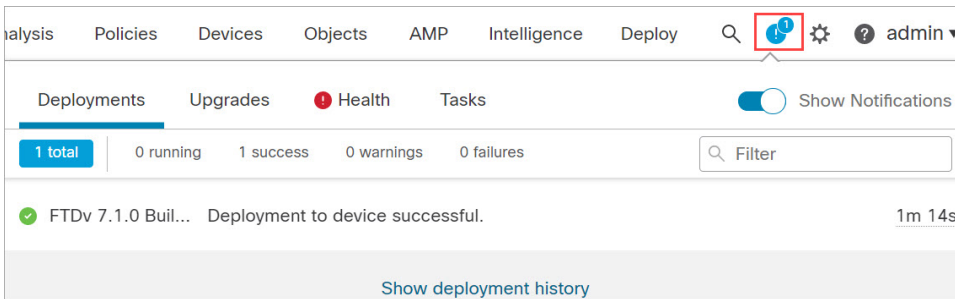 nalysis Policies Devices Objects AMP Intelligence Deploy 1 admin
Deployments Upgrades Health Tasks Show Notifications
1 total 0 running 1 success 0 warnings 0 failures Filter
FTDv 7.1.0 Buil... Deployment to device successful. 1m 14s
Show deployment history